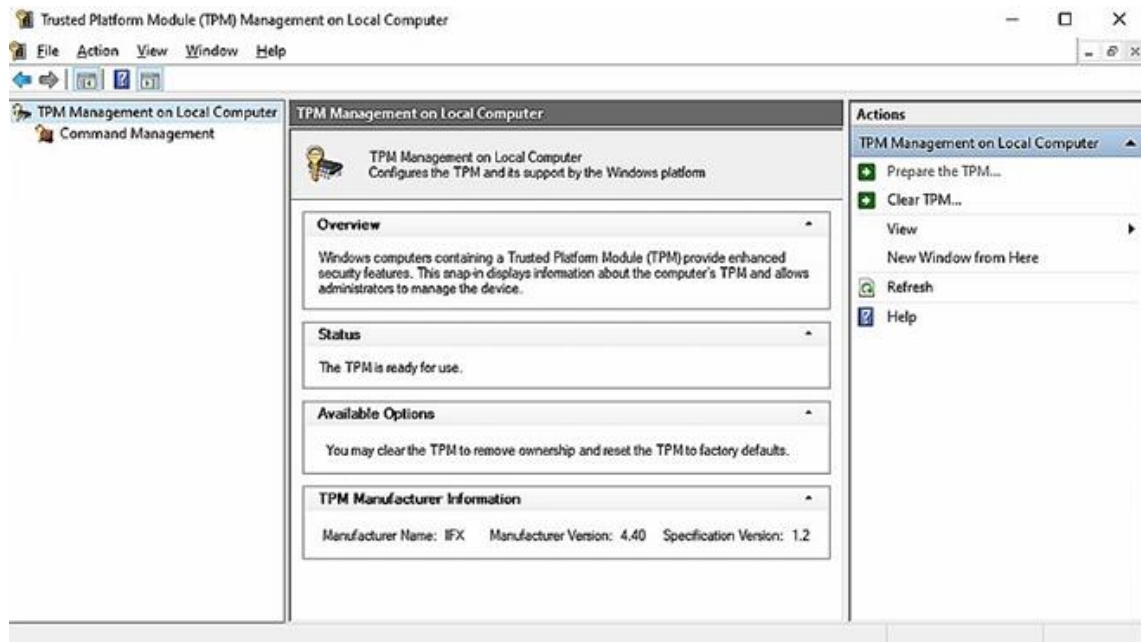 Trusted Platform Module (TPM) Management on Local Computer
File Action View Window Help
TPM Management on Local Computer
Command Management
TPM Management on Local Computer
TPM Management on Local Computer
Configures the TPM and its support by the Windows platform
Overview
Windows computers containing a Trusted Platform Module (TPM) provide enhanced
security features. This snap-in displays information about the computer's TPM and allows
administrators to manage the device.
Status
The TPM is ready for use.
Available Options
You may clear the TPM to remove ownership and reset the TPM to factory defaults.
TPM Manufacturer Information
Manufacturer Name: IFX Manufacturer Version: 4.40 Specification Version: 1.2
Actions
TPM Management on Local Computer
Prepare the TPM...
Clear TPM...
View
New Window from Here
Refresh
Help